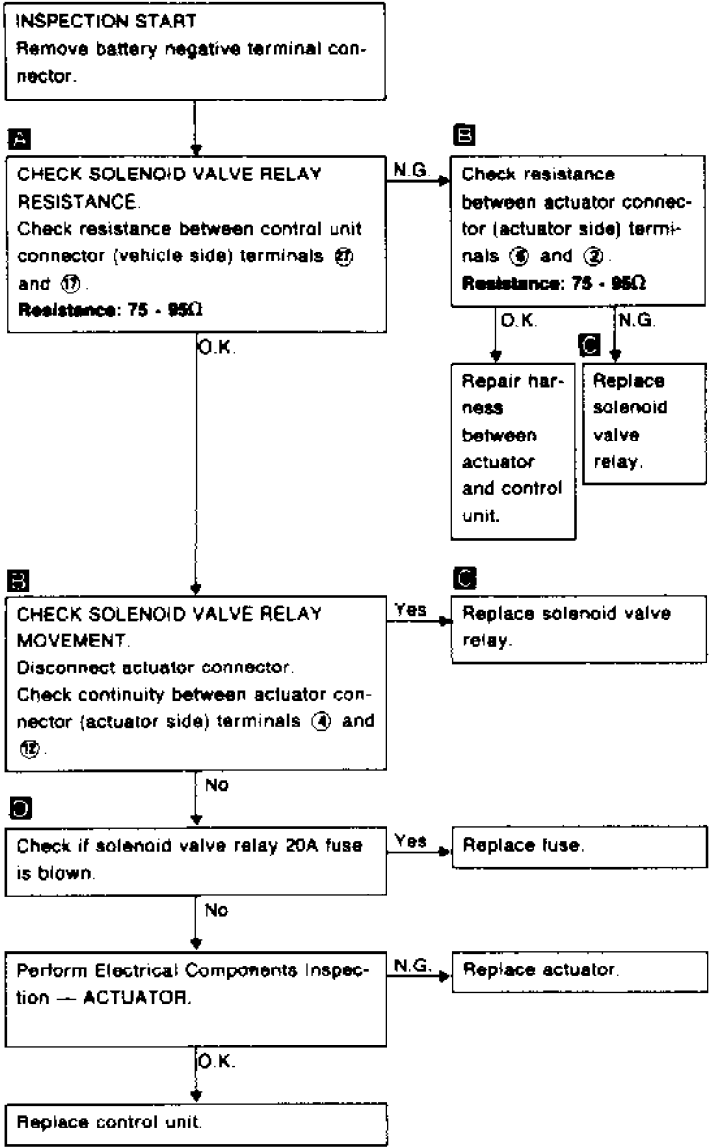 INSPECTION START
Remove battery negative terminal con-
nector.
A
CHECK SOLENOID VALVE RELAY
RESISTANCE.
Check resistance between control unit
connector (vehicle side) terminals ㉗
and ⑰.
Resistance: 75 - 95Ω
N.G.
B
Check resistance
between actuator connec-
tor (actuator side) termi-
nals ⑥ and ②.
Resistance: 75 - 95Ω
O.K.
O.K.
N.G.
Repair har-
ness
between
actuator
and control
unit.
C
Replace
solenoid
valve
relay.
B
CHECK SOLENOID VALVE RELAY
MOVEMENT.
Disconnect actuator connector.
Check continuity between actuator con-
nector (actuator side) terminals ④ and
⑫.
Yes
C
Replace solenoid valve
relay.
No
D
Check if solenoid valve relay 20A fuse
is blown.
Yes
Replace fuse.
No
Perform Electrical Components Inspec-
tion — ACTUATOR.
N.G.
Replace actuator.
O.K.
Replace control unit.